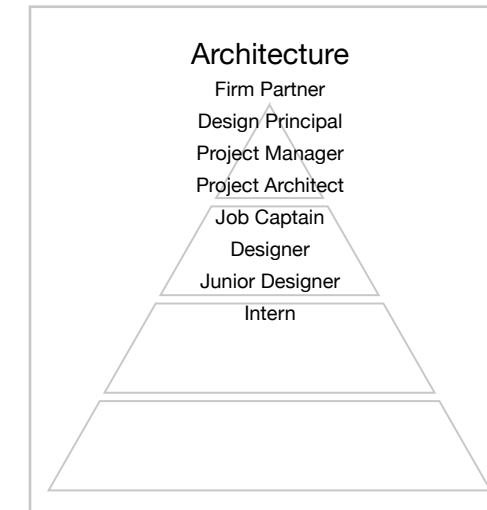 Architecture
Firm Partner
Design Principal
Project Manager
Project Architect
Job Captain
Designer
Junior Designer
Intern